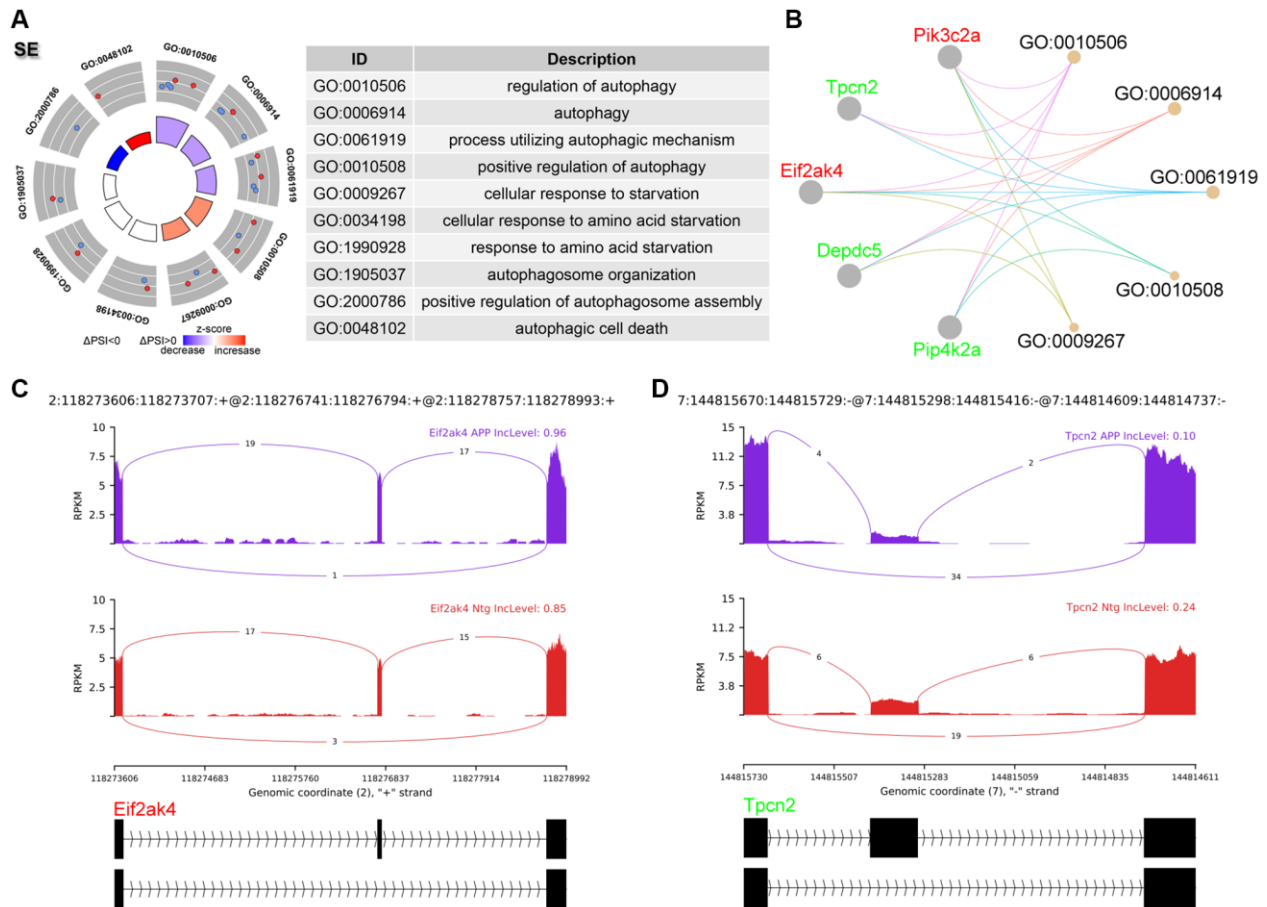 A
SE
GO:0048102
GO:0010506
GO:2000786
GO:0006914
GO:1905037
GO:0061919
GO:1990928
GO:0010508
GO:0034198
GO:0009267
z-score
ΔPSI<0 ΔPSI>0
decrease incresase
ID Description
GO:0010506 regulation of autophagy
GO:0006914 autophagy
GO:0061919 process utilizing autophagic mechanism
GO:0010508 positive regulation of autophagy
GO:0009267 cellular response to starvation
GO:0034198 cellular response to amino acid starvation
GO:1990928 response to amino acid starvation
GO:1905037 autophagosome organization
GO:2000786 positive regulation of autophagosome assembly
GO:0048102 autophagic cell death
B
Pik3c2a
Tpcn2
Eif2ak4
Depdc5
Pip4k2a
GO:0010506
GO:0006914
GO:0061919
GO:0010508
GO:0009267
C
2:118273606:118273707:+@2:118276741:118276794:+@2:118278757:118278993:+
10
7.5
5
2.5
RPKM
Eif2ak4 APP IncLevel: 0.96
19
17
1
10
7.5
5
2.5
RPKM
Eif2ak4 Ntg IncLevel: 0.85
17
15
3
118273606 118274683 118275760 118276837 118277914 118278992
Genomic coordinate (2), "+" strand
Eif2ak4
D
7:144815670:144815729:-@7:144815298:144815416:-@7:144814609:144814737:-
15
11.2
7.5
3.8
RPKM
Tpcn2 APP IncLevel: 0.10
4
2
34
15
11.2
7.5
3.8
RPKM
Tpcn2 Ntg IncLevel: 0.24
6
6
19
144815730 144815507 144815283 144815059 144814835 144814611
Genomic coordinate (7), "-" strand
Tpcn2